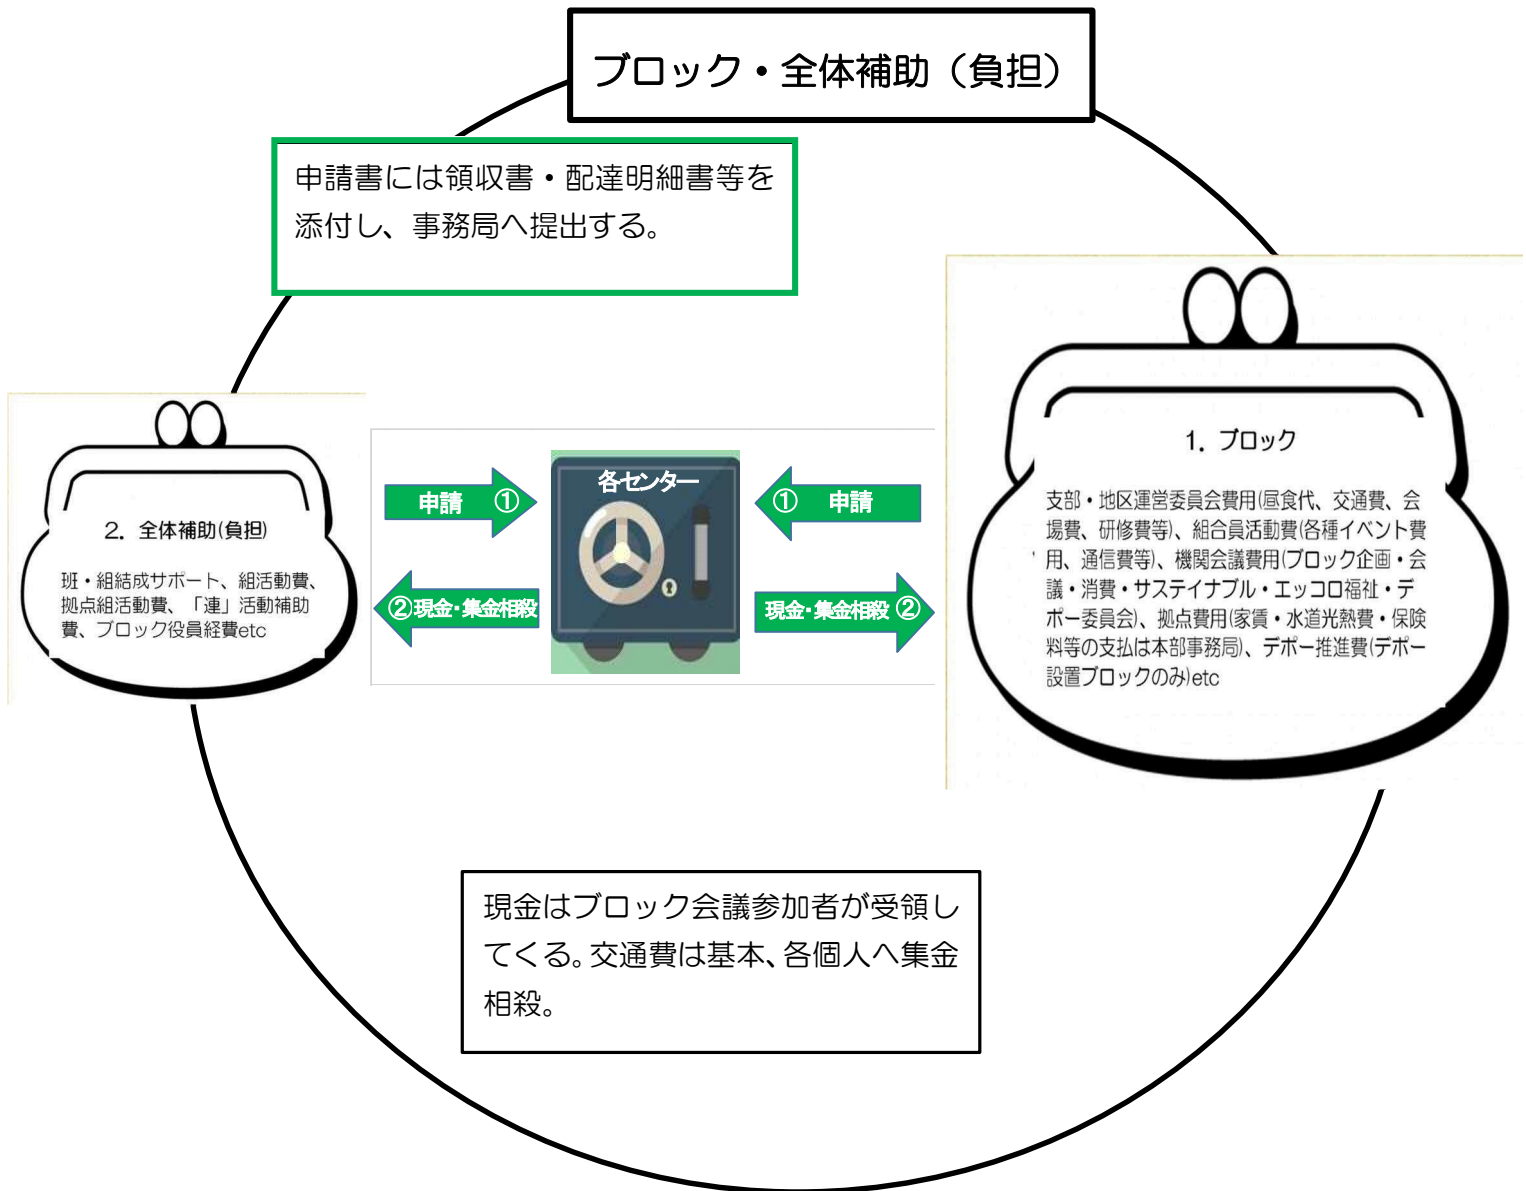 ブロック・全体補助（負担）
申請書には領収書・配達明細書等を
添付し、事務局へ提出する。
1. ブロック
支部・地区運営委員会費用(昼食代、交通費、会
場費、研修費等)、組合員活動費(各種イベント費
用、通信費等)、機関会議費用(ブロック企画・会
議・消費・サステイナブル・エッコロ福祉・デ
ポー委員会)、拠点費用(家賃・水道光熱費・保険
料等の支払は本部事務局)、デポー推進費(デポー
設置ブロックのみ)etc
各センター
申請 ①
① 申請
②現金・集金相殺
現金・集金相殺②
2. 全体補助(負担)
班・組結成サポート、組活動費、
拠点組活動費、「連」活動補助
費、ブロック役員経費etc
現金はブロック会議参加者が受領し
てくる。交通費は基本、各個人へ集金
相殺。